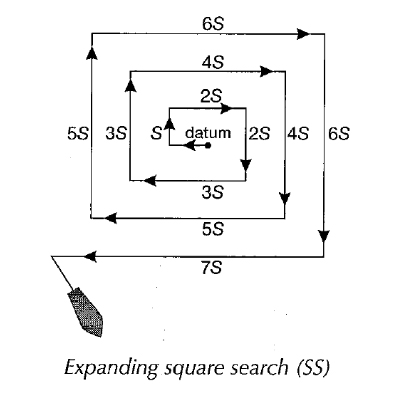 6S
4S
2S
5S 3S S datum 2S 4S 6S
3S
5S
7S
Expanding square search (SS)